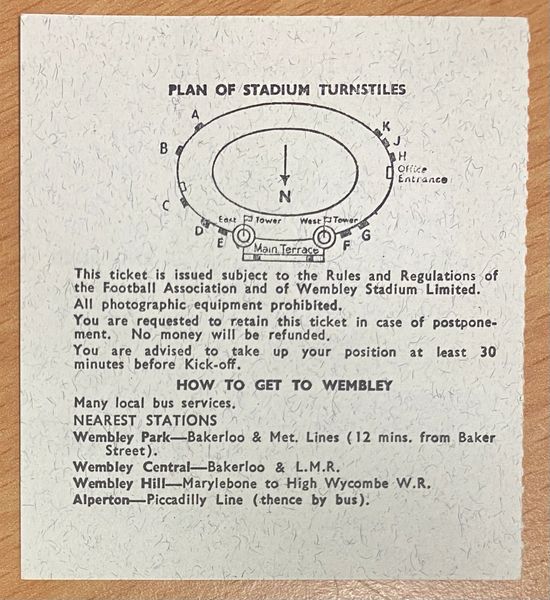 PLAN OF STADIUM TURNSTILES
A
K
J
B
H
Office
Entrance
N
C
East Tower
West Tower
D
E
F
G
Main Terrace
This ticket is issued subject to the Rules and Regulations of
the Football Association and of Wembley Stadium Limited.
All photographic equipment prohibited.
You are requested to retain this ticket in case of postpone-
ment. No money will be refunded.
You are advised to take up your position at least 30
minutes before Kick-off.
HOW TO GET TO WEMBLEY
Many local bus services.
NEAREST STATIONS
Wembley Park—Bakerloo & Met. Lines (12 mins. from Baker
Street).
Wembley Central—Bakerloo & L.M.R.
Wembley Hill—Marylebone to High Wycombe W.R.
Alperton—Piccadilly Line (thence by bus).